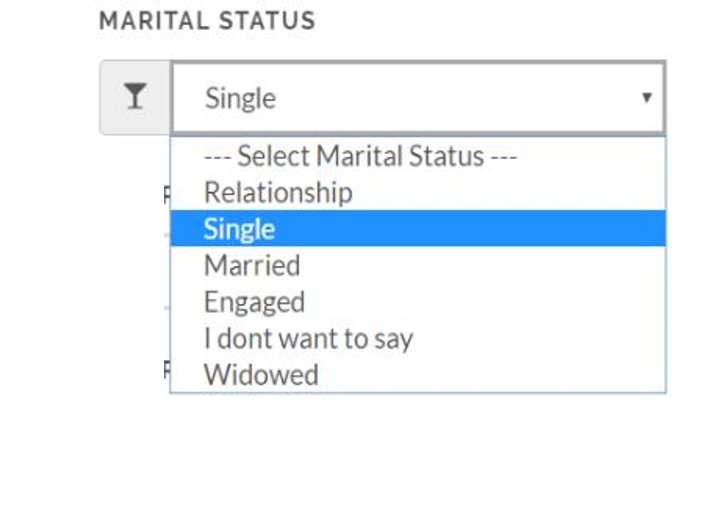 MARITAL STATUS
Single
--- Select Marital Status ---
Relationship
Single
Married
Engaged
I dont want to say
Widowed